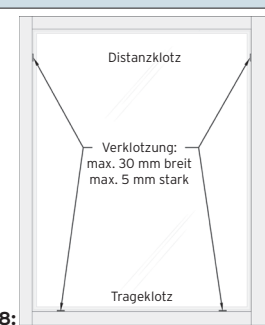 Distanzklotz
Verklotzung:
max. 30 mm breit
max. 5 mm stark
Trageklotz
8: